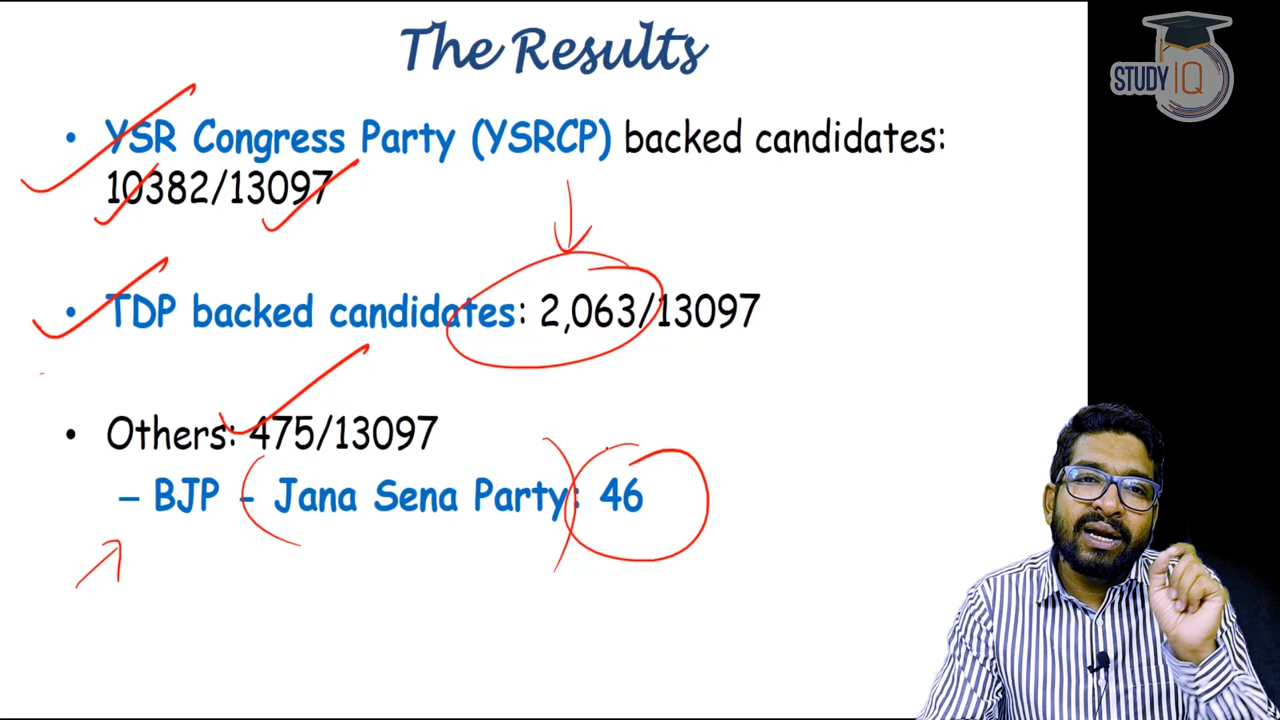 The Results
STUDY IQ
• YSR Congress Party (YSRCP) backed candidates:
10382/13097
• TDP backed candidates: 2,063/13097
• Others: 475/13097
– BJP – Jana Sena Party: 46